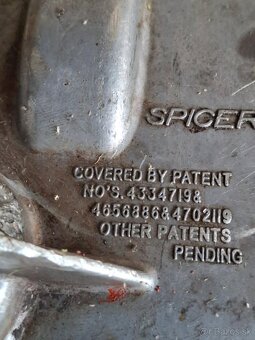 SPICER
COVERED BY PATENT
NO'S. 4334719&
4656886&4702119
OTHER PATENTS
PENDING